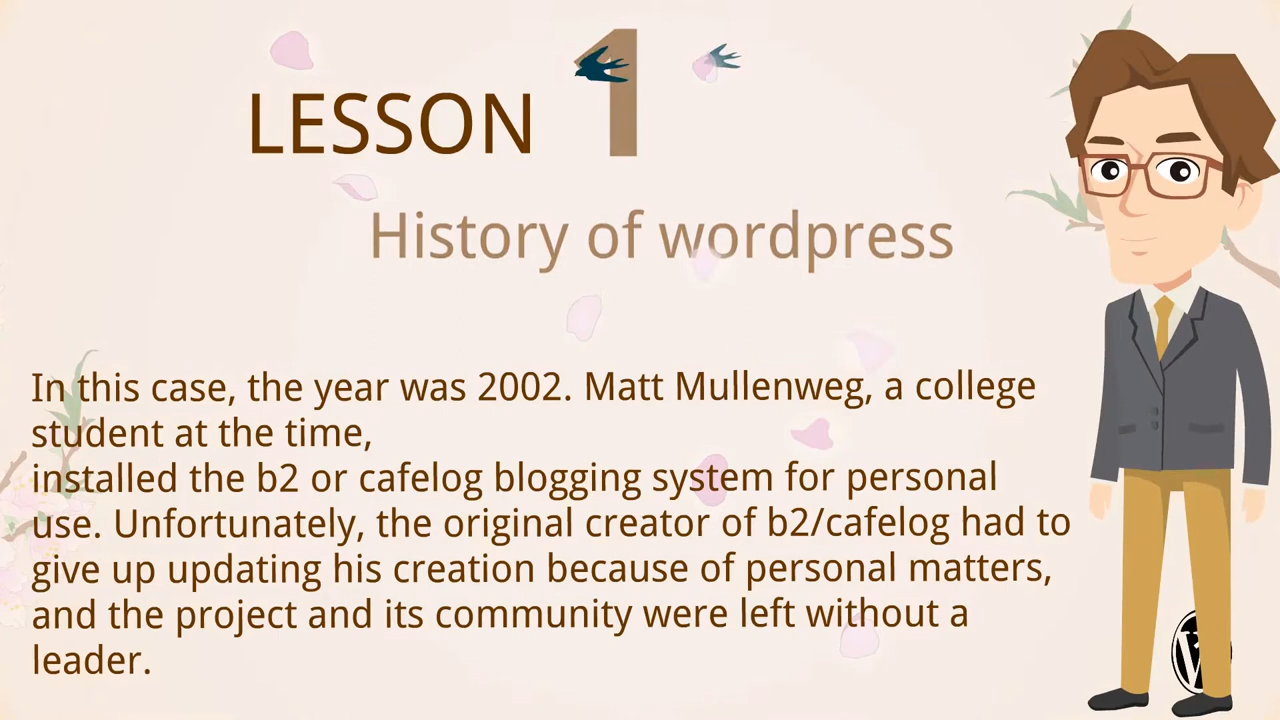 LESSON 1
History of wordpress
In this case, the year was 2002. Matt Mullenweg, a college
student at the time,
installed the b2 or cafelog blogging system for personal
use. Unfortunately, the original creator of b2/cafelog had to
give up updating his creation because of personal matters,
and the project and its community were left without a
leader.